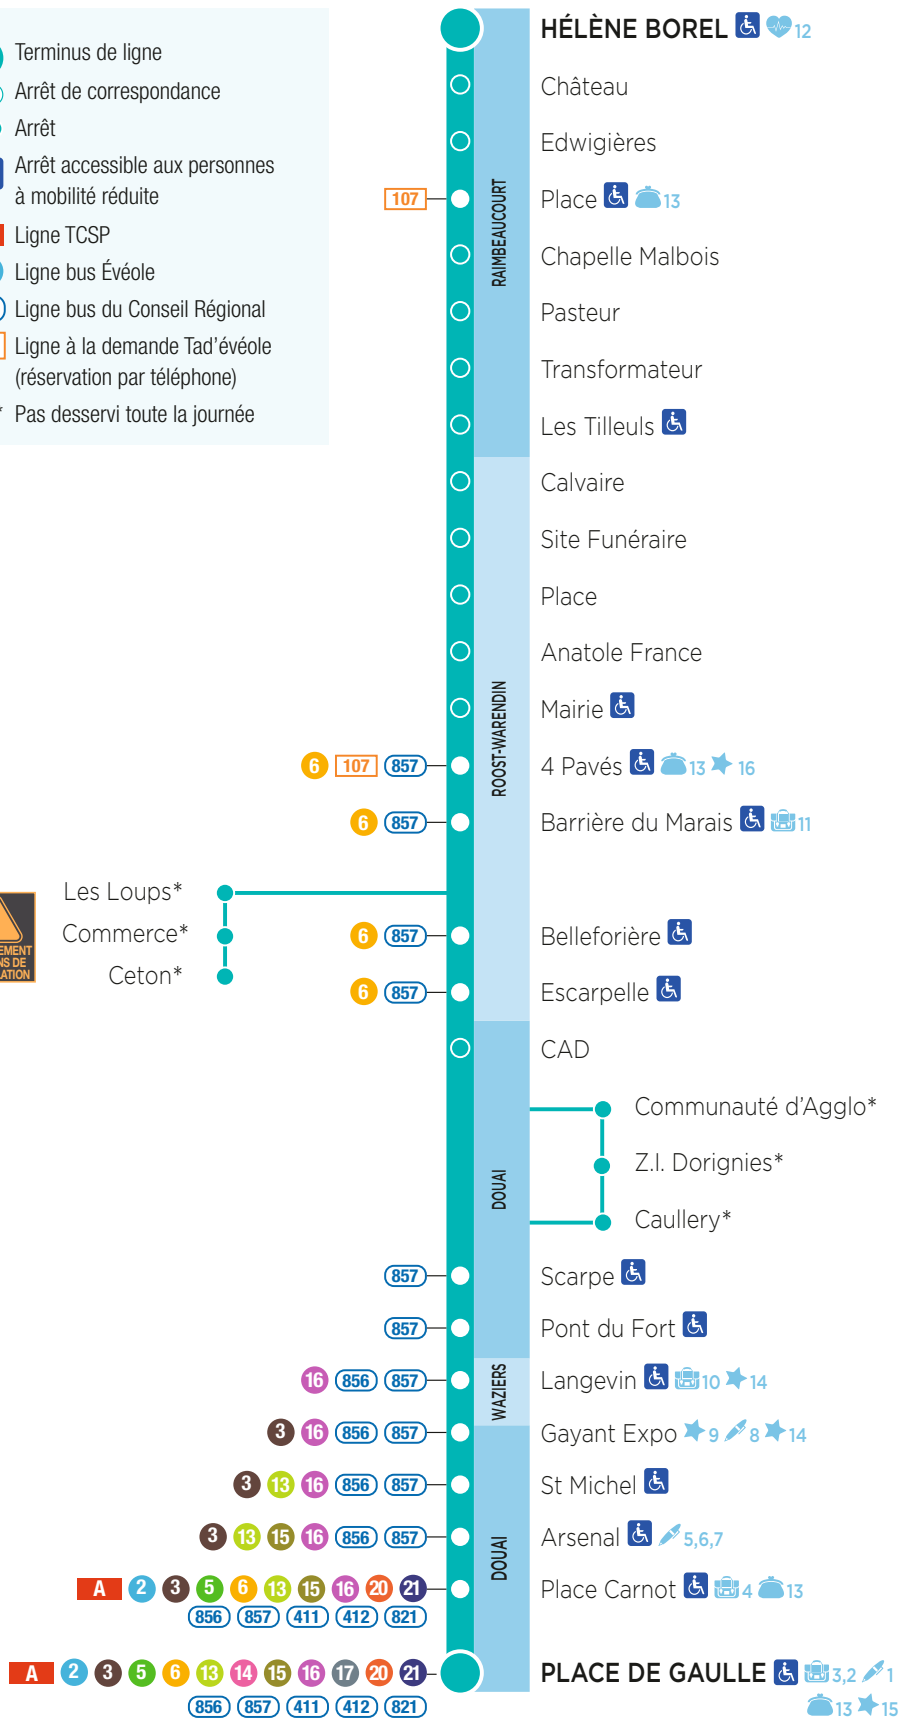 Terminus de ligne
Arrêt de correspondance
Arrêt
Arrêt accessible aux personnes
à mobilité réduite
Ligne TCSP
Ligne bus Évéole
Ligne bus du Conseil Régional
Ligne à la demande Tad'évéole
(réservation par téléphone)
* Pas desservi toute la journée
HÉLÈNE BOREL 12
Château
Edwigières
107 Place 13
RAIMBEAUCOURT
Chapelle Malbois
Pasteur
Transformateur
Les Tilleuls
Calvaire
Site Funéraire
Place
Anatole France
Mairie
ROOST-WARENDIN
6 107 857 4 Pavés 13 16
6 857 Barrière du Marais 11
Les Loups*
Commerce*
Ceton*
6 857 Belleforière
6 857 Escarpelle
CAD
Communauté d'Agglo*
Z.I. Dorignies*
DOUAI
Caullery*
857 Scarpe
857 Pont du Fort
WAZIERS
16 856 857 Langevin 10 14
3 16 856 857 Gayant Expo 9 8 14
3 13 16 856 857 St Michel
3 13 15 16 856 857 Arsenal 5,6,7
DOUAI
A 2 3 5 6 13 15 16 20 21 Place Carnot 4 13
856 857 411 412 821
A 2 3 5 6 13 14 15 16 17 20 21 PLACE DE GAULLE 3,2 1
856 857 411 412 821 13 15